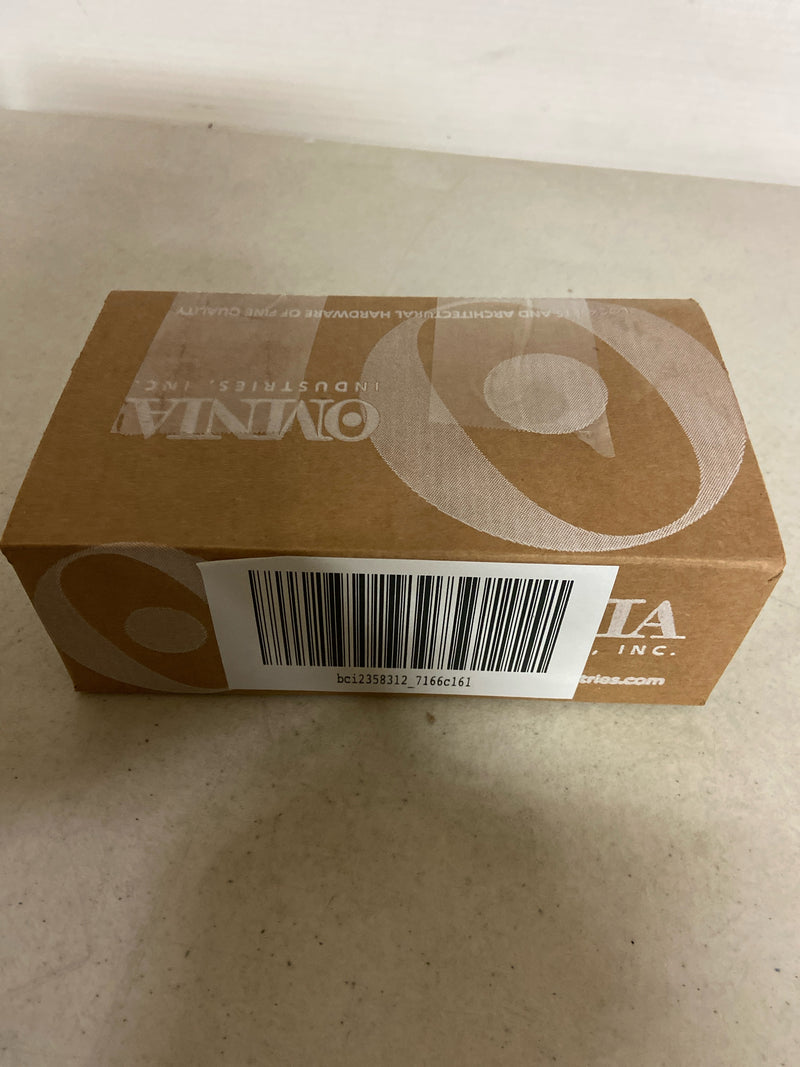 AND ARCHITECTURAL HARDWARE OF FINE QUALITY
OMNIA
INDUSTRIES, INC.
IA
, INC.
tries.com
bci2358312_7166c161